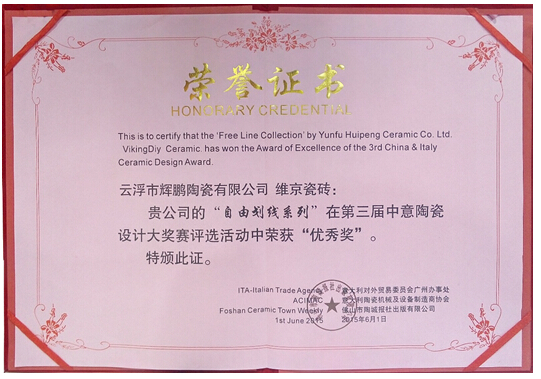 荣誉证书
HONORARY CREDENTIAL
This is to certify that the 'Free Line Collection' by Yunfu Huipeng Ceramic Co. Ltd.
VikingDiy Ceramic. has won the Award of Excellence of the 3rd China & Italy
Ceramic Design Award.
云浮市辉鹏陶瓷有限公司 维京瓷砖：
贵公司的“自由划线系列”在第三届中意陶瓷
设计大奖赛评选活动中荣获“优秀奖”。
特颁此证。
ITA-Italian Trade Agency 意大利对外贸易委员会广州办事处
ACIMAC 意大利陶瓷机械及设备制造商协会
Foshan Ceramic Town Weekly 佛山市陶城报社出版有限公司
1st June 2015 2015年6月1日